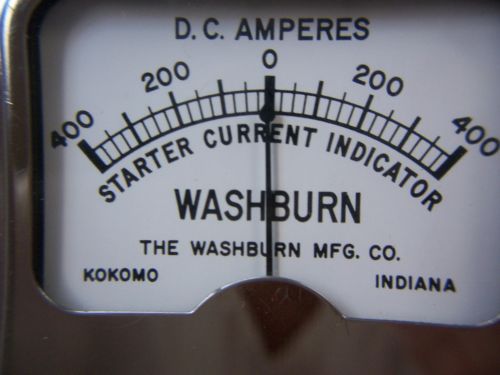 D.C. AMPERES
400 200 0 200 400
STARTER CURRENT INDICATOR
WASHBURN
THE WASHBURN MFG. CO.
KOKOMO INDIANA